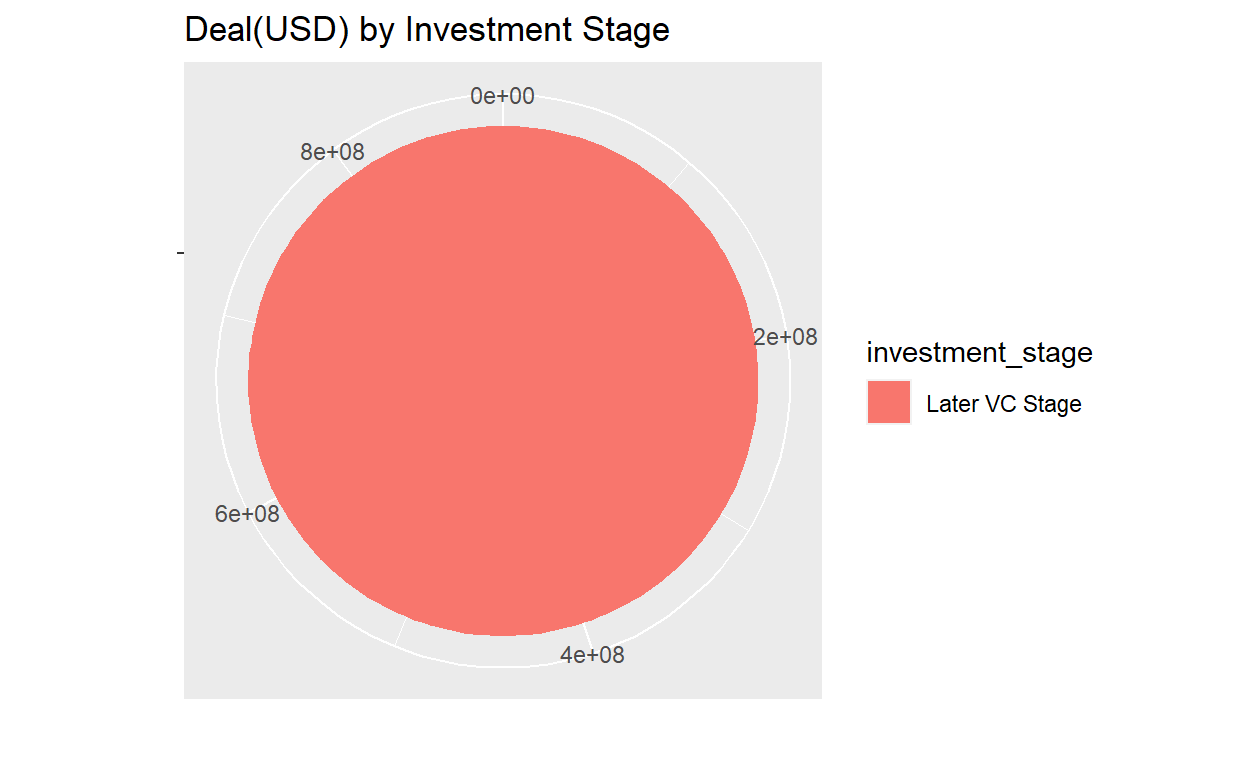 Deal(USD) by Investment Stage
0e+00
8e+08
2e+08
6e+08
4e+08
investment_stage
Later VC Stage